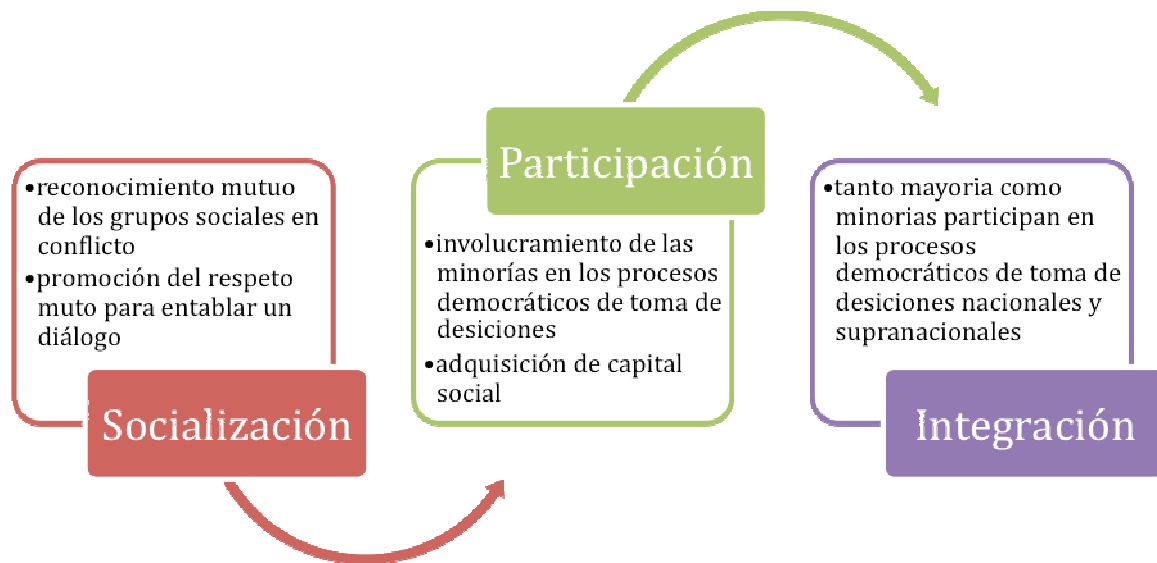 •reconocimiento mutuo
de los grupos sociales en
conflicto
•promoción del respeto
muto para entablar un
diálogo
Socialización
Participación
•involucramiento de las
minorías en los procesos
democráticos de toma de
desiciones
•adquisición de capital
social
•tanto mayoria como
minorias participan en
los procesos
democráticos de toma de
desiciones nacionales y
supranacionales
Integración